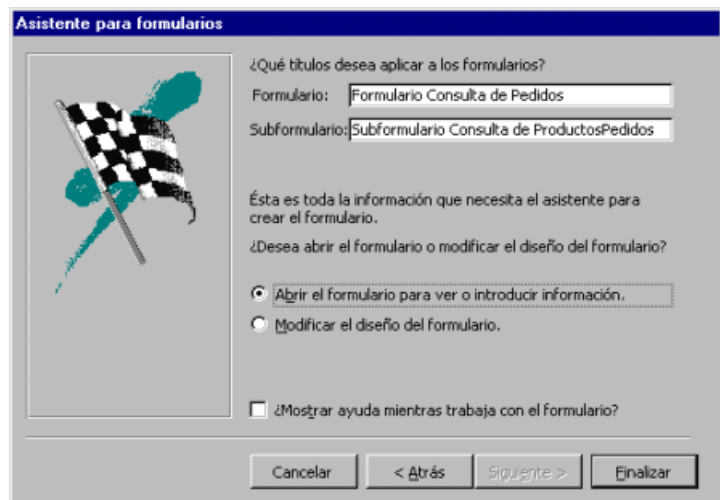 Asistente para formularios
¿Qué títulos desea aplicar a los formularios?
Formulario: Formulario Consulta de Pedidos
Subformulario: Subformulario Consulta de ProductosPedidos
Ésta es toda la información que necesita el asistente para
crear el formulario.
¿Desea abrir el formulario o modificar el diseño del formulario?
Abrir el formulario para ver o introducir información.
Modificar el diseño del formulario.
¿Mostrar ayuda mientras trabaja con el formulario?
Cancelar < Atrás Siguiente > Finalizar